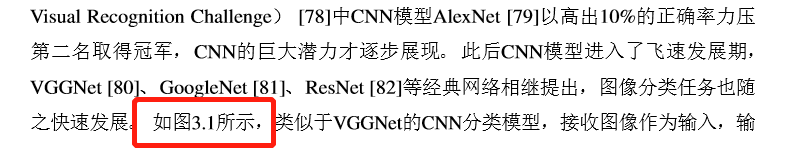 Visual Recognition Challenge） [78]中CNN模型AlexNet [79]以高出10%的正确率力压
第二名取得冠军，CNN的巨大潜力才逐步展现。此后CNN模型进入了飞速发展期，
VGGNet [80]、GoogleNet [81]、ResNet [82]等经典网络相继提出，图像分类任务也随
之快速发展。 如图3.1所示，类似于VGGNet的CNN分类模型，接收图像作为输入，输